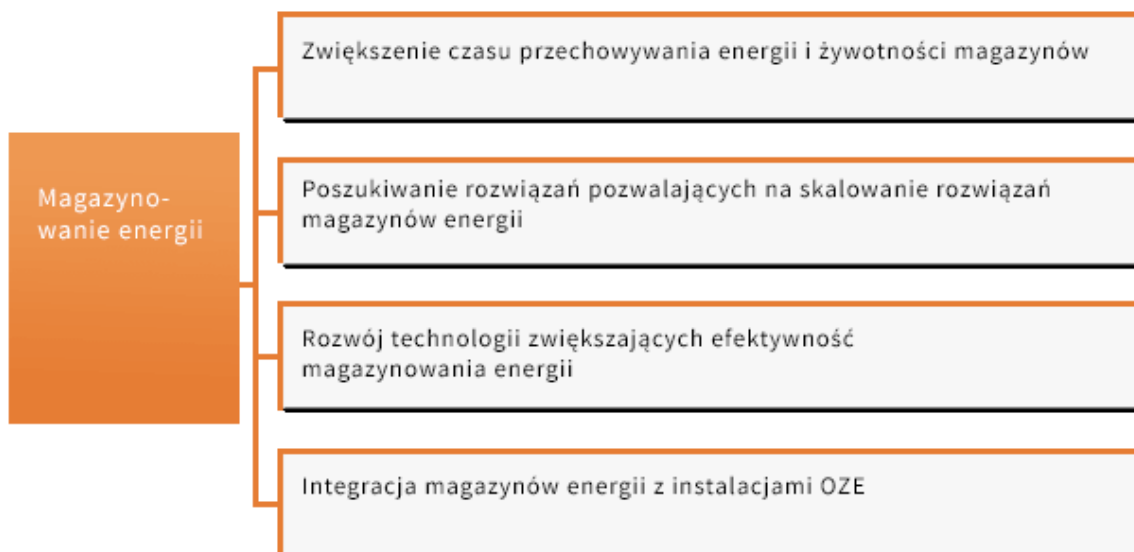 Magazyno-
wanie energii
Zwiększenie czasu przechowywania energii i żywotności magazynów
Poszukiwanie rozwiązań pozwalających na skalowanie rozwiązań
magazynów energii
Rozwój technologii zwiększających efektywność
magazynowania energii
Integracja magazynów energii z instalacjami OZE